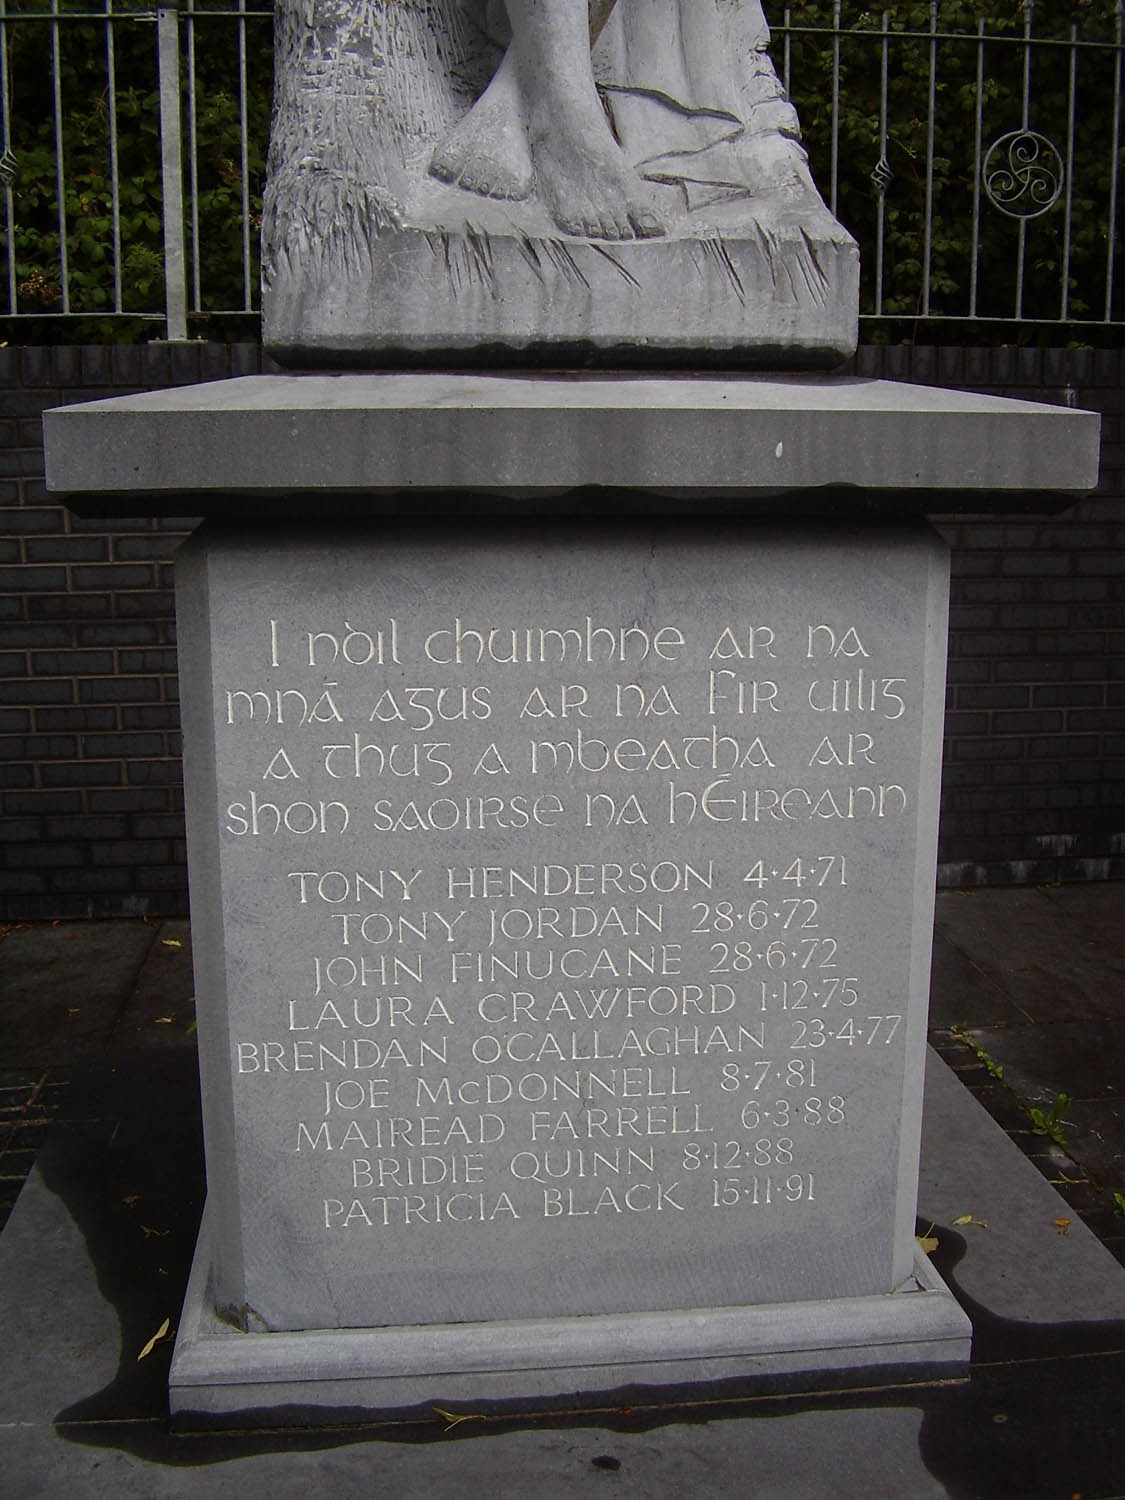 I nDíl chuimhne ar na
mná agus ar na fir uilig
a thug a mbeatha ar
shon saoirse na hÉireann
TONY HENDERSON 4·4·71
TONY JORDAN 28·6·72
JOHN FINUCANE 28·6·72
LAURA CRAWFORD 1·12·75
BRENDAN OCALLAGHAN 23·4·77
JOE McDONNELL 8·7·81
MAIREAD FARRELL 6·3·88
BRIDIE QUINN 8·12·88
PATRICIA BLACK 15·11·91